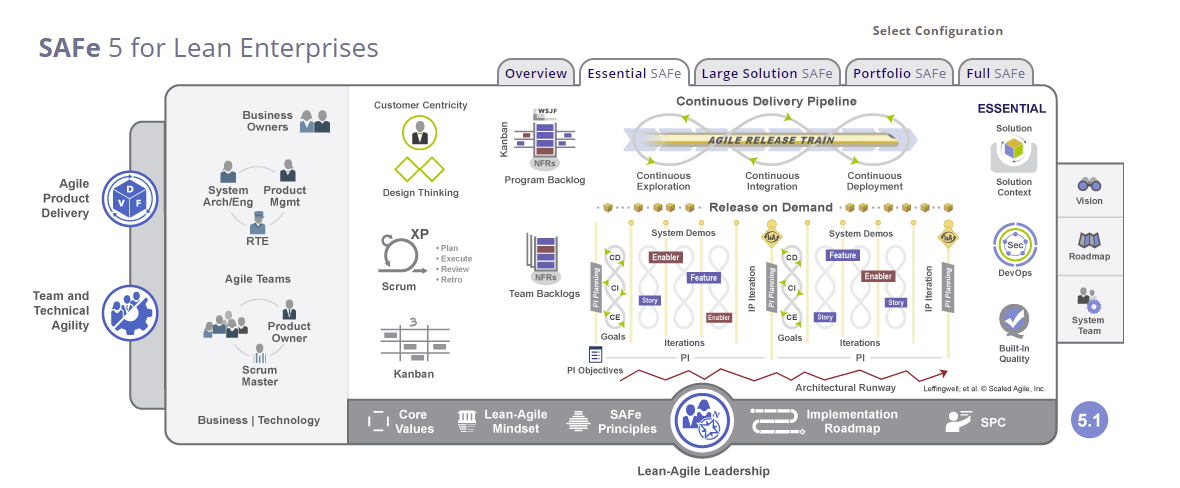 Select Configuration
SAFe 5 for Lean Enterprises
Overview
Essential SAFe
Large Solution SAFe
Portfolio SAFe
Full SAFe
Agile
Product
Delivery
D
V F
Team and
Technical
Agility
Business
Owners
System
Arch/Eng
Product
Mgmt
RTE
Agile Teams
Product
Owner
Scrum
Master
Business | Technology
Customer Centricity
Design Thinking
XP
Scrum
• Plan
• Execute
• Review
• Retro
3
Kanban
WSJF
Kanban
NFRs
Program Backlog
NFRs
Team Backlogs
Continuous Delivery Pipeline
AGILE RELEASE TRAIN
Continuous
Exploration
Continuous
Integration
Continuous
Deployment
Release on Demand
System Demos
System Demos
I&A
I&A
PI Planning
CD
CI
CE
Goals
Enabler
Feature
Story
Enabler
Iterations
IP Iteration
PI Planning
CD
CI
CE
Goals
Feature
Enabler
Story
Story
Iterations
IP Iteration
PI Planning
PI
PI
PI Objectives
Architectural Runway
Leffingwell, et al. © Scaled Agile, Inc.
ESSENTIAL
Solution
Solution
Context
Sec
DevOps
Built-In
Quality
Vision
Roadmap
System
Team
Core
Values
Lean-Agile
Mindset
SAFe
Principles
N
Implementation
Roadmap
SPC
5.1
Lean-Agile Leadership